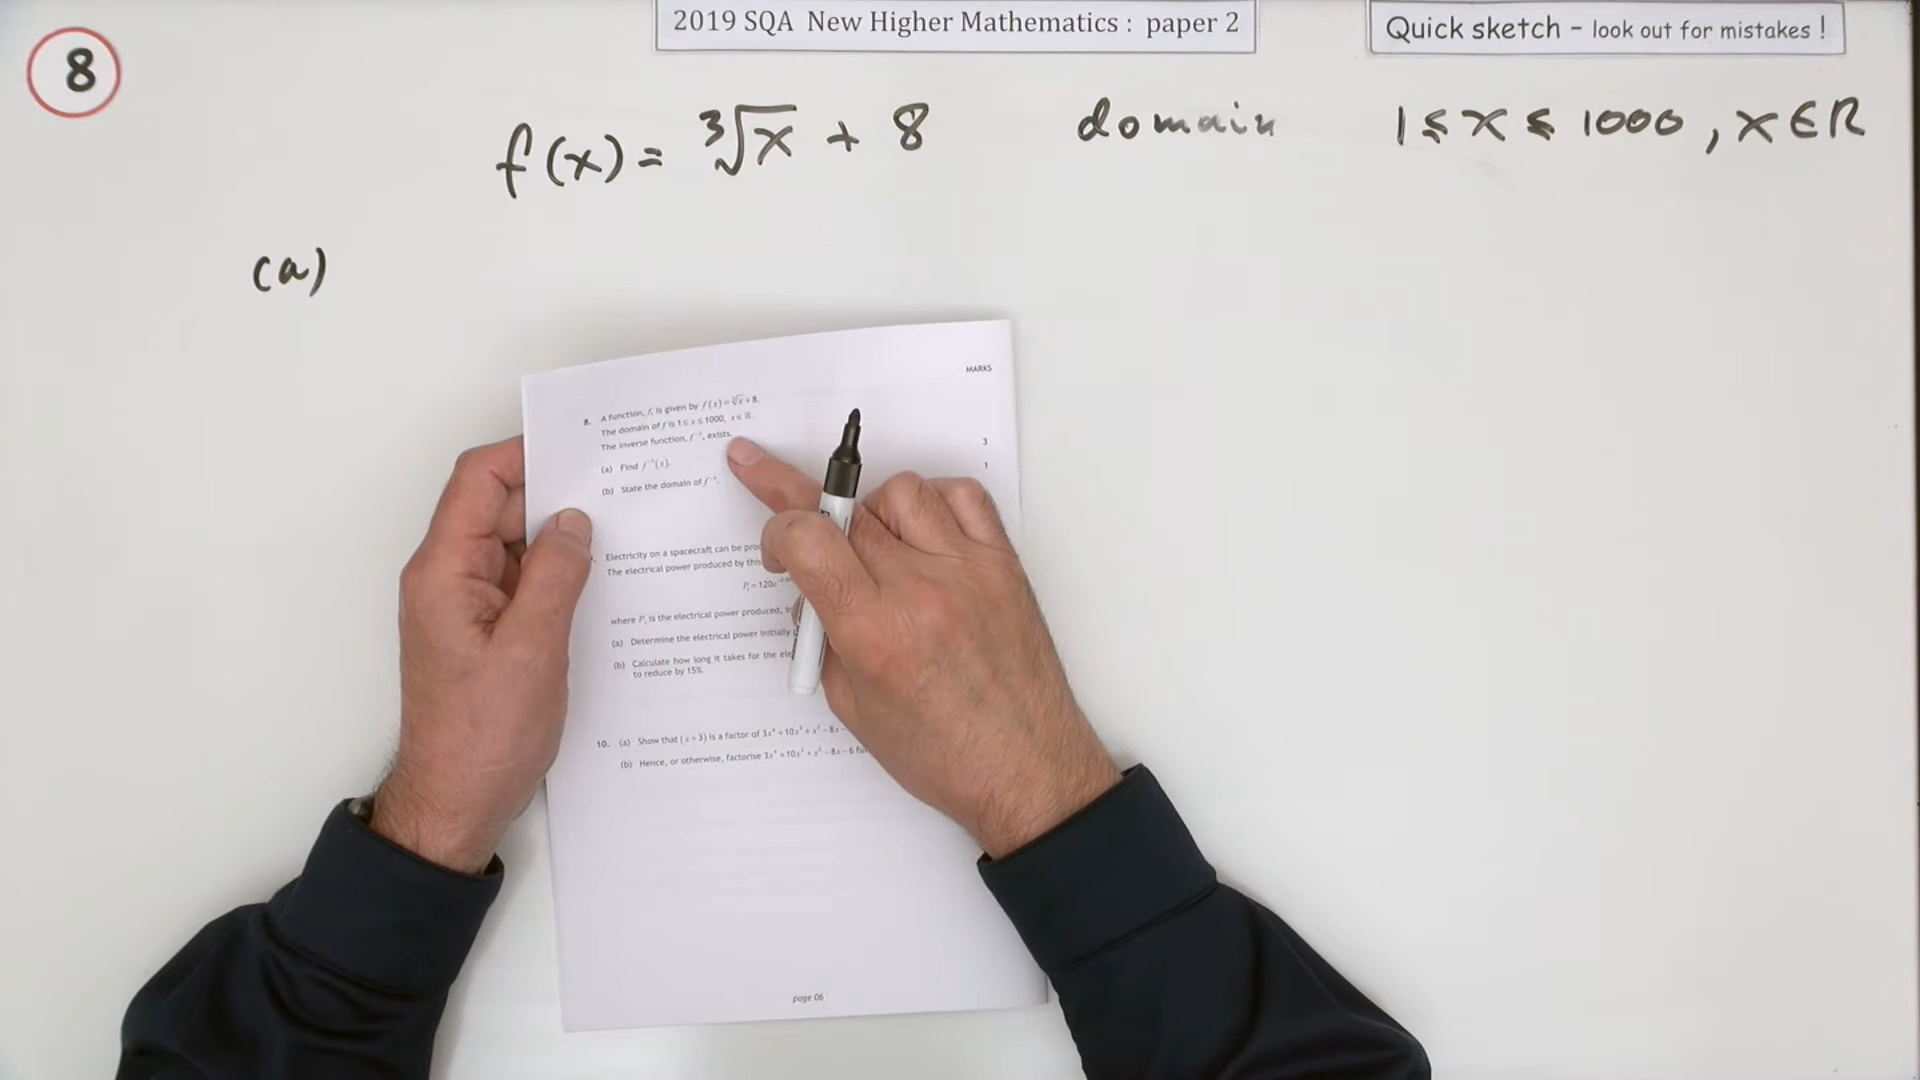 2019 SQA New Higher Mathematics : paper 2
Quick sketch – look out for mistakes !
8
f(x) = ∛x + 8 domain 1 ≤ x ≤ 1000 , x ∈ R
(a)
MARKS
8. A function, f, is given by f(x) = ∛x + 8.
The domain of f is 1 ≤ x ≤ 1000, x ∈ ℝ.
The inverse function, f⁻¹, exists.
(a) Find f⁻¹(x). 3
(b) State the domain of f⁻¹. 1
Electricity on a spacecraft can be
The electrical power produced by this
where Pₜ is the electrical power produced,
(a) Determine the electrical power initially
(b) Calculate how long it takes for the
to reduce by 15%.
10. (a) Show that (x + 3) is a factor of 3x⁴ + 10x³ + x² − 8x −
(b) Hence, or otherwise, factorise 3x⁴ + 10x³ + x² − 8x − 6
page 06